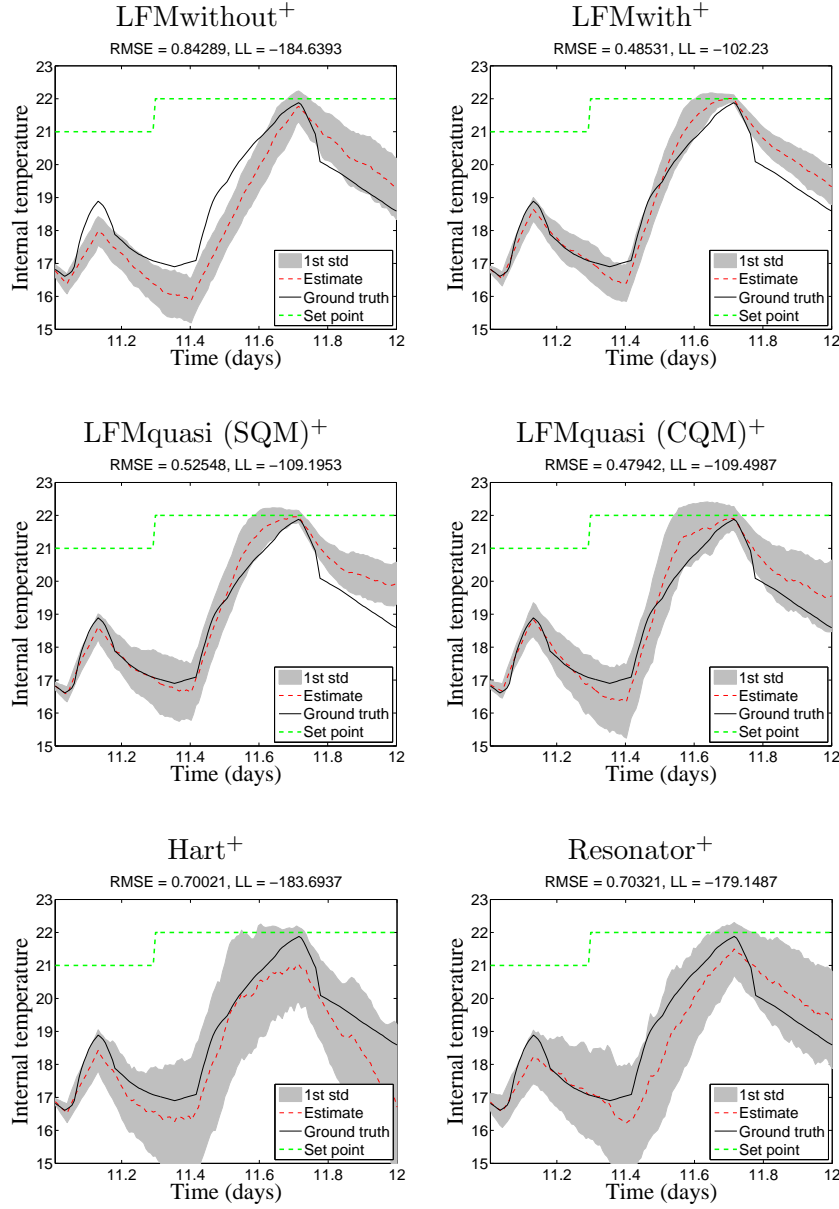 LFMwithout+
RMSE = 0.84289, LL = −184.6393
Internal temperature
23
22
21
20
19
18
17
16
15
11.2 11.4 11.6 11.8 12
Time (days)
1st std
Estimate
Ground truth
Set point
LFMwith+
RMSE = 0.48531, LL = −102.23
Internal temperature
23
22
21
20
19
18
17
16
15
11.2 11.4 11.6 11.8 12
Time (days)
1st std
Estimate
Ground truth
Set point
LFMquasi (SQM)+
RMSE = 0.52548, LL = −109.1953
Internal temperature
23
22
21
20
19
18
17
16
15
11.2 11.4 11.6 11.8 12
Time (days)
1st std
Estimate
Ground truth
Set point
LFMquasi (CQM)+
RMSE = 0.47942, LL = −109.4987
Internal temperature
23
22
21
20
19
18
17
16
15
11.2 11.4 11.6 11.8 12
Time (days)
1st std
Estimate
Ground truth
Set point
Hart+
RMSE = 0.70021, LL = −183.6937
Internal temperature
23
22
21
20
19
18
17
16
15
11.2 11.4 11.6 11.8 12
Time (days)
1st std
Estimate
Ground truth
Set point
Resonator+
RMSE = 0.70321, LL = −179.1487
Internal temperature
23
22
21
20
19
18
17
16
15
11.2 11.4 11.6 11.8 12
Time (days)
1st std
Estimate
Ground truth
Set point